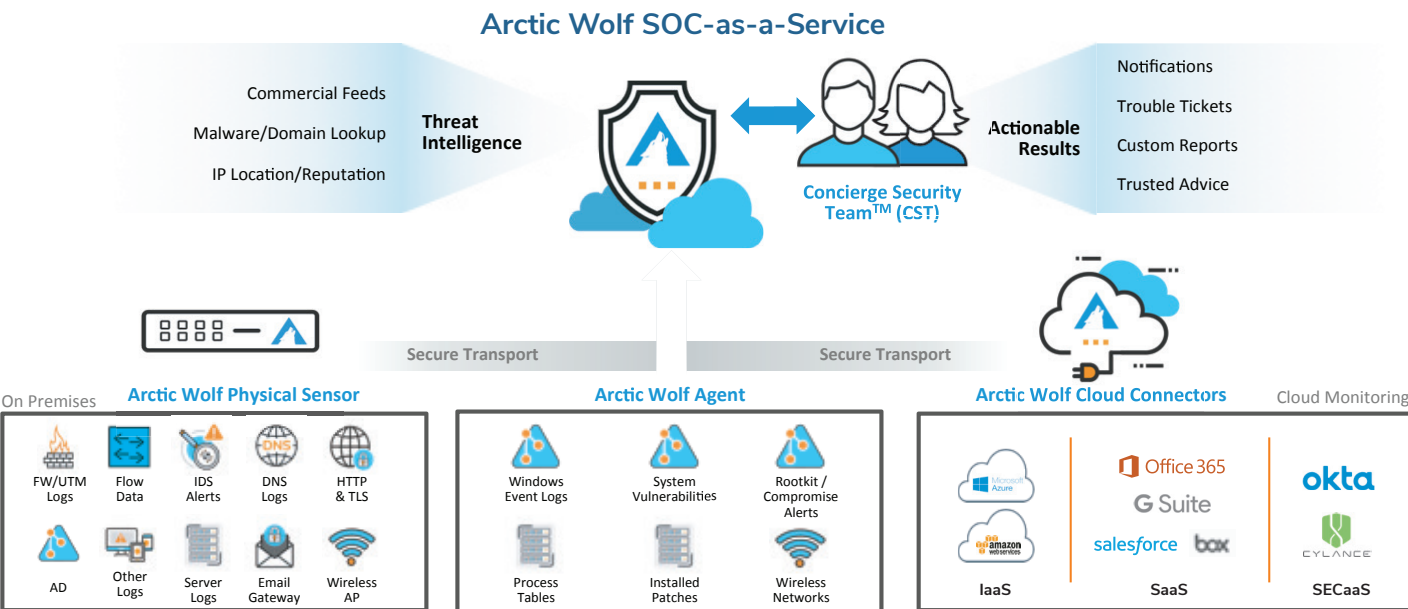 Arctic Wolf SOC-as-a-Service
Commercial Feeds
Malware/Domain Lookup
IP Location/Reputation
Threat
Intelligence
Concierge Security
Team™ (CST)
Actionable
Results
Notifications
Trouble Tickets
Custom Reports
Trusted Advice
Secure Transport
Secure Transport
On Premises
Arctic Wolf Physical Sensor
FW/UTM
Logs
Flow
Data
IDS
Alerts
DNS
DNS
Logs
HTTP
& TLS
AD
Other
Logs
Server
Logs
Email
Gateway
Wireless
AP
Arctic Wolf Agent
Windows
Event Logs
System
Vulnerabilities
Rootkit /
Compromise
Alerts
Process
Tables
Installed
Patches
Wireless
Networks
Arctic Wolf Cloud Connectors
Cloud Monitoring
Microsoft
Azure
amazon
webservices
IaaS
Office 365
G Suite
salesforce
box
SaaS
okta
CYLANCE
SECaaS